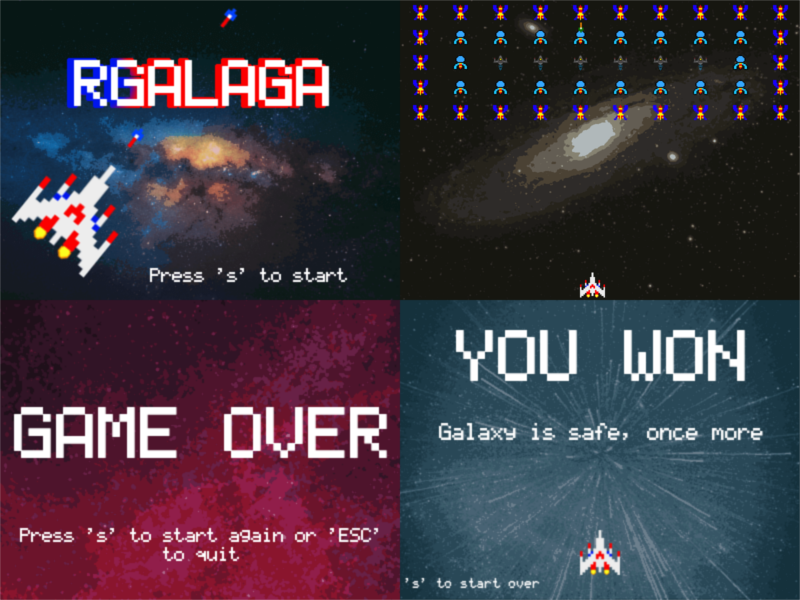 RGALAGA
Press 's' to start
GAME OVER
Press 's' to start again or 'ESC'
to quit
YOU WON
Galaxy is safe, once more
's' to start over